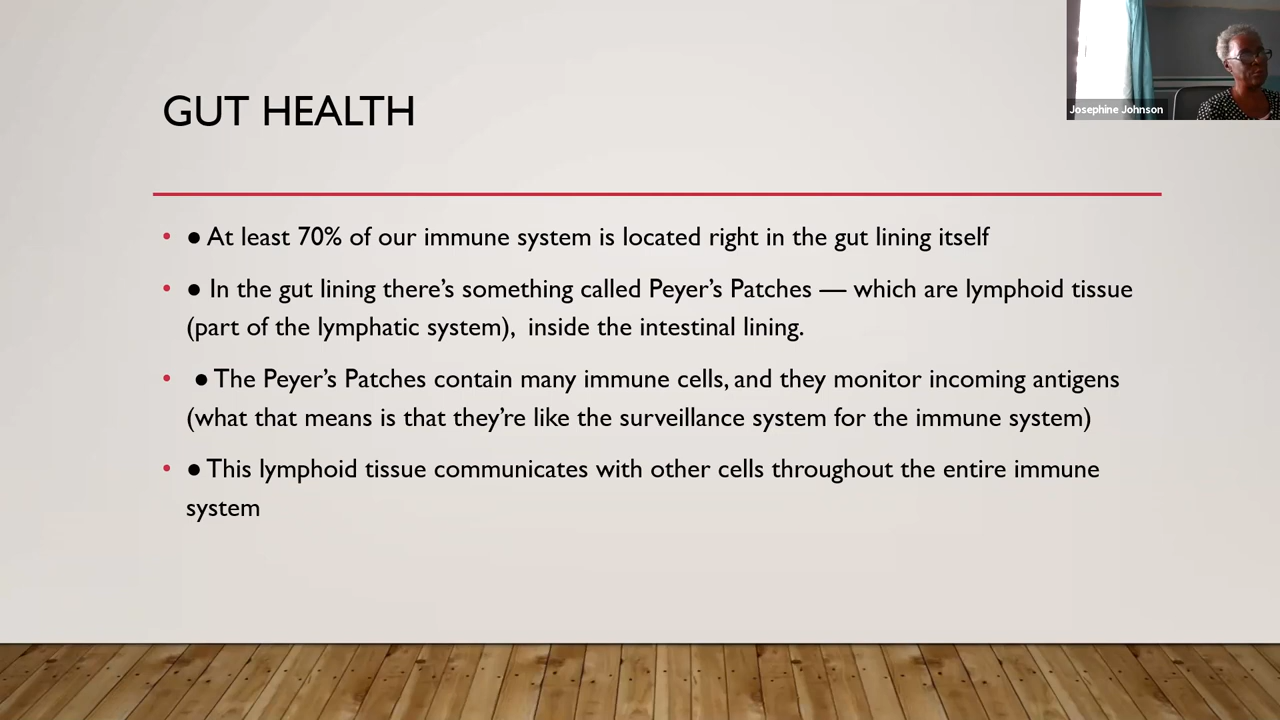 GUT HEALTH
Josephine Johnson
• ● At least 70% of our immune system is located right in the gut lining itself
• ● In the gut lining there’s something called Peyer’s Patches — which are lymphoid tissue
(part of the lymphatic system), inside the intestinal lining.
• ● The Peyer’s Patches contain many immune cells, and they monitor incoming antigens
(what that means is that they’re like the surveillance system for the immune system)
• ● This lymphoid tissue communicates with other cells throughout the entire immune
system